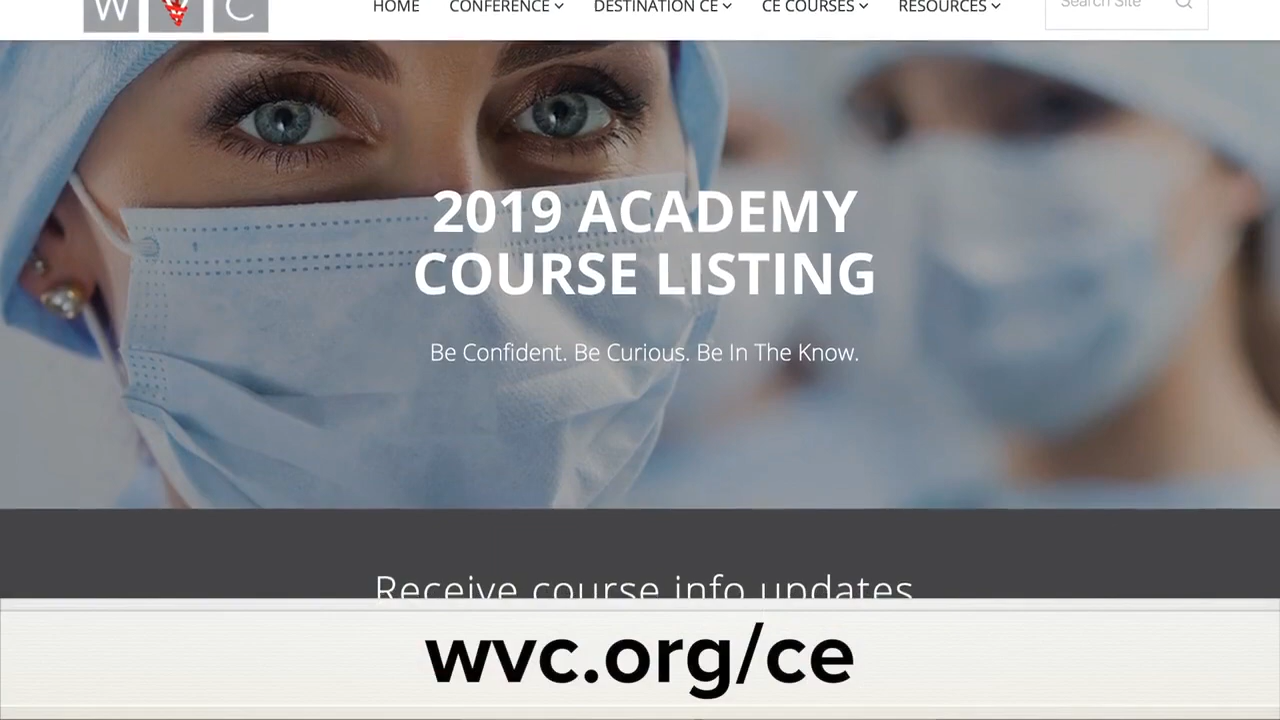 W V C
HOME CONFERENCE DESTINATION CE CE COURSES RESOURCES Search Site
2019 ACADEMY
COURSE LISTING
Be Confident. Be Curious. Be In The Know.
Receive course info updates
wvc.org/ce